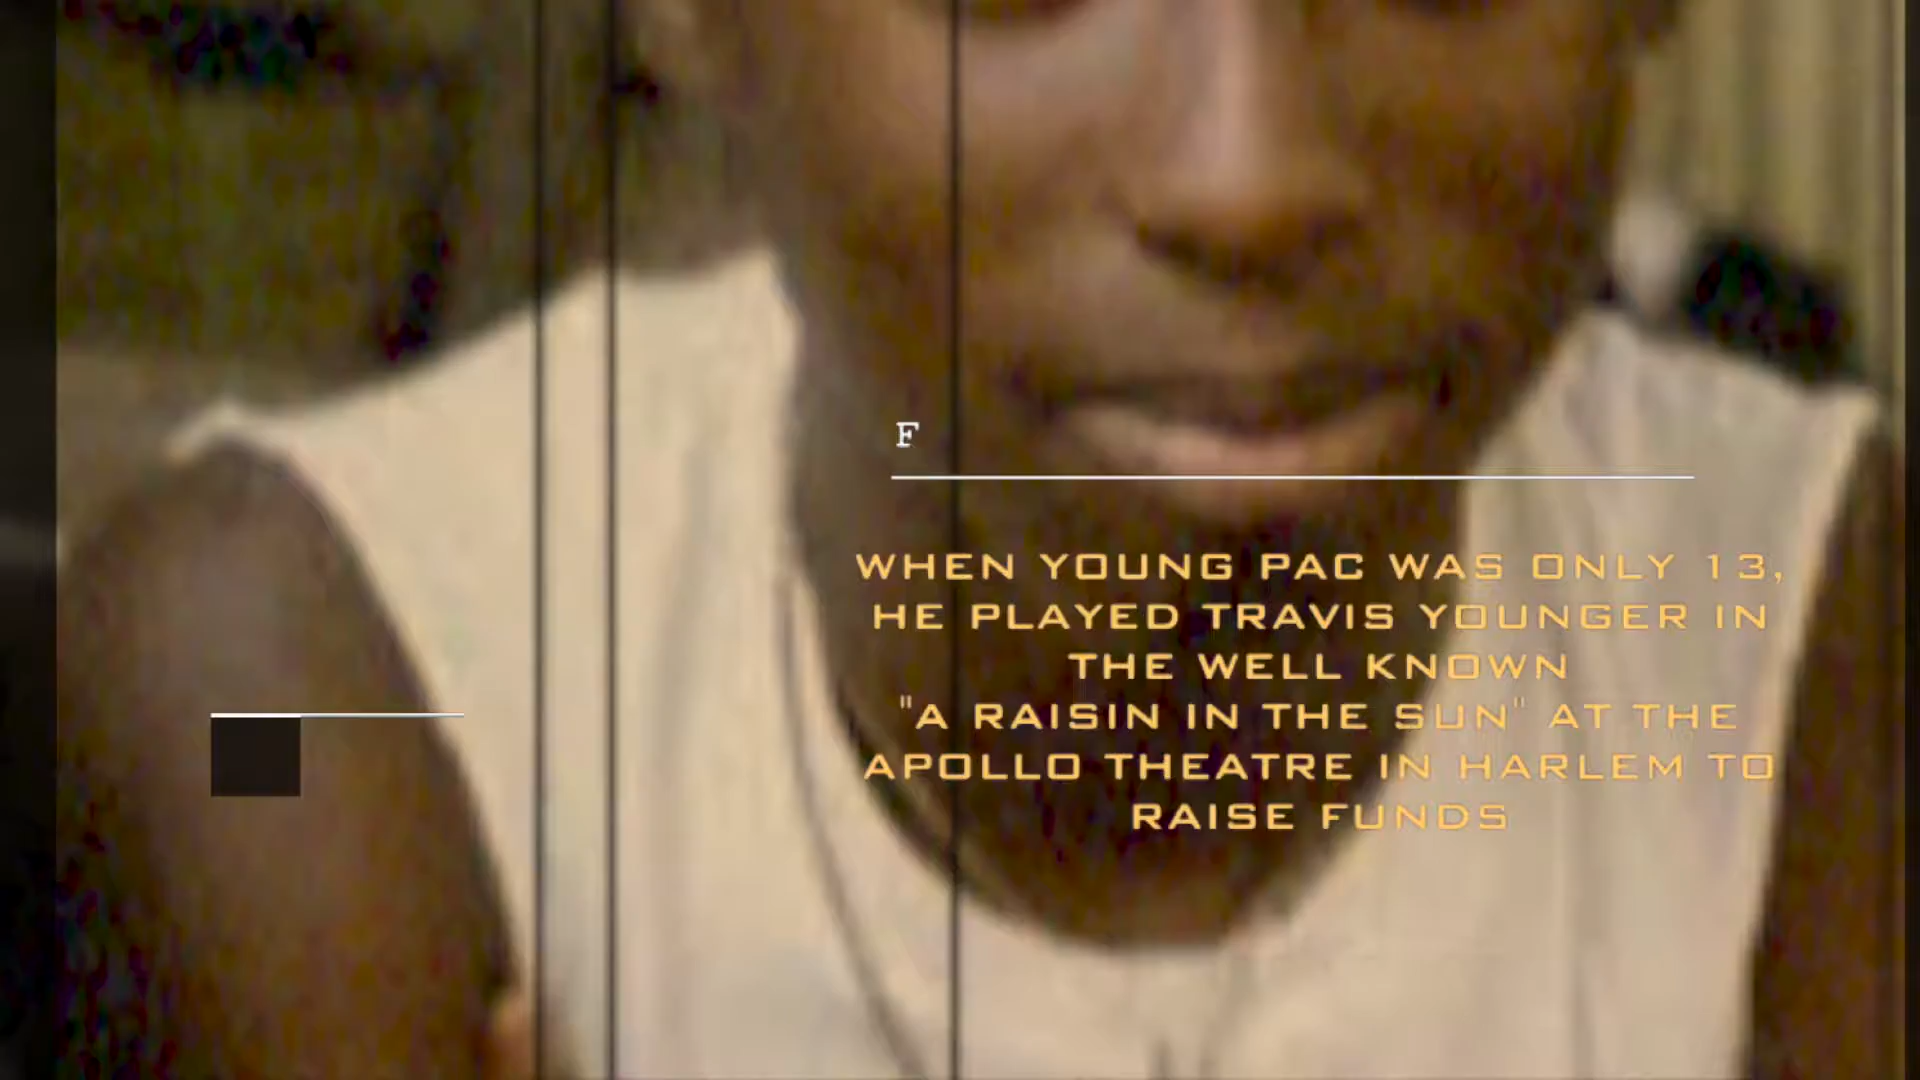 F
WHEN YOUNG PAC WAS ONLY 13,
HE PLAYED TRAVIS YOUNGER IN
THE WELL KNOWN
"A RAISIN IN THE SUN" AT THE
APOLLO THEATRE IN HARLEM TO
RAISE FUNDS